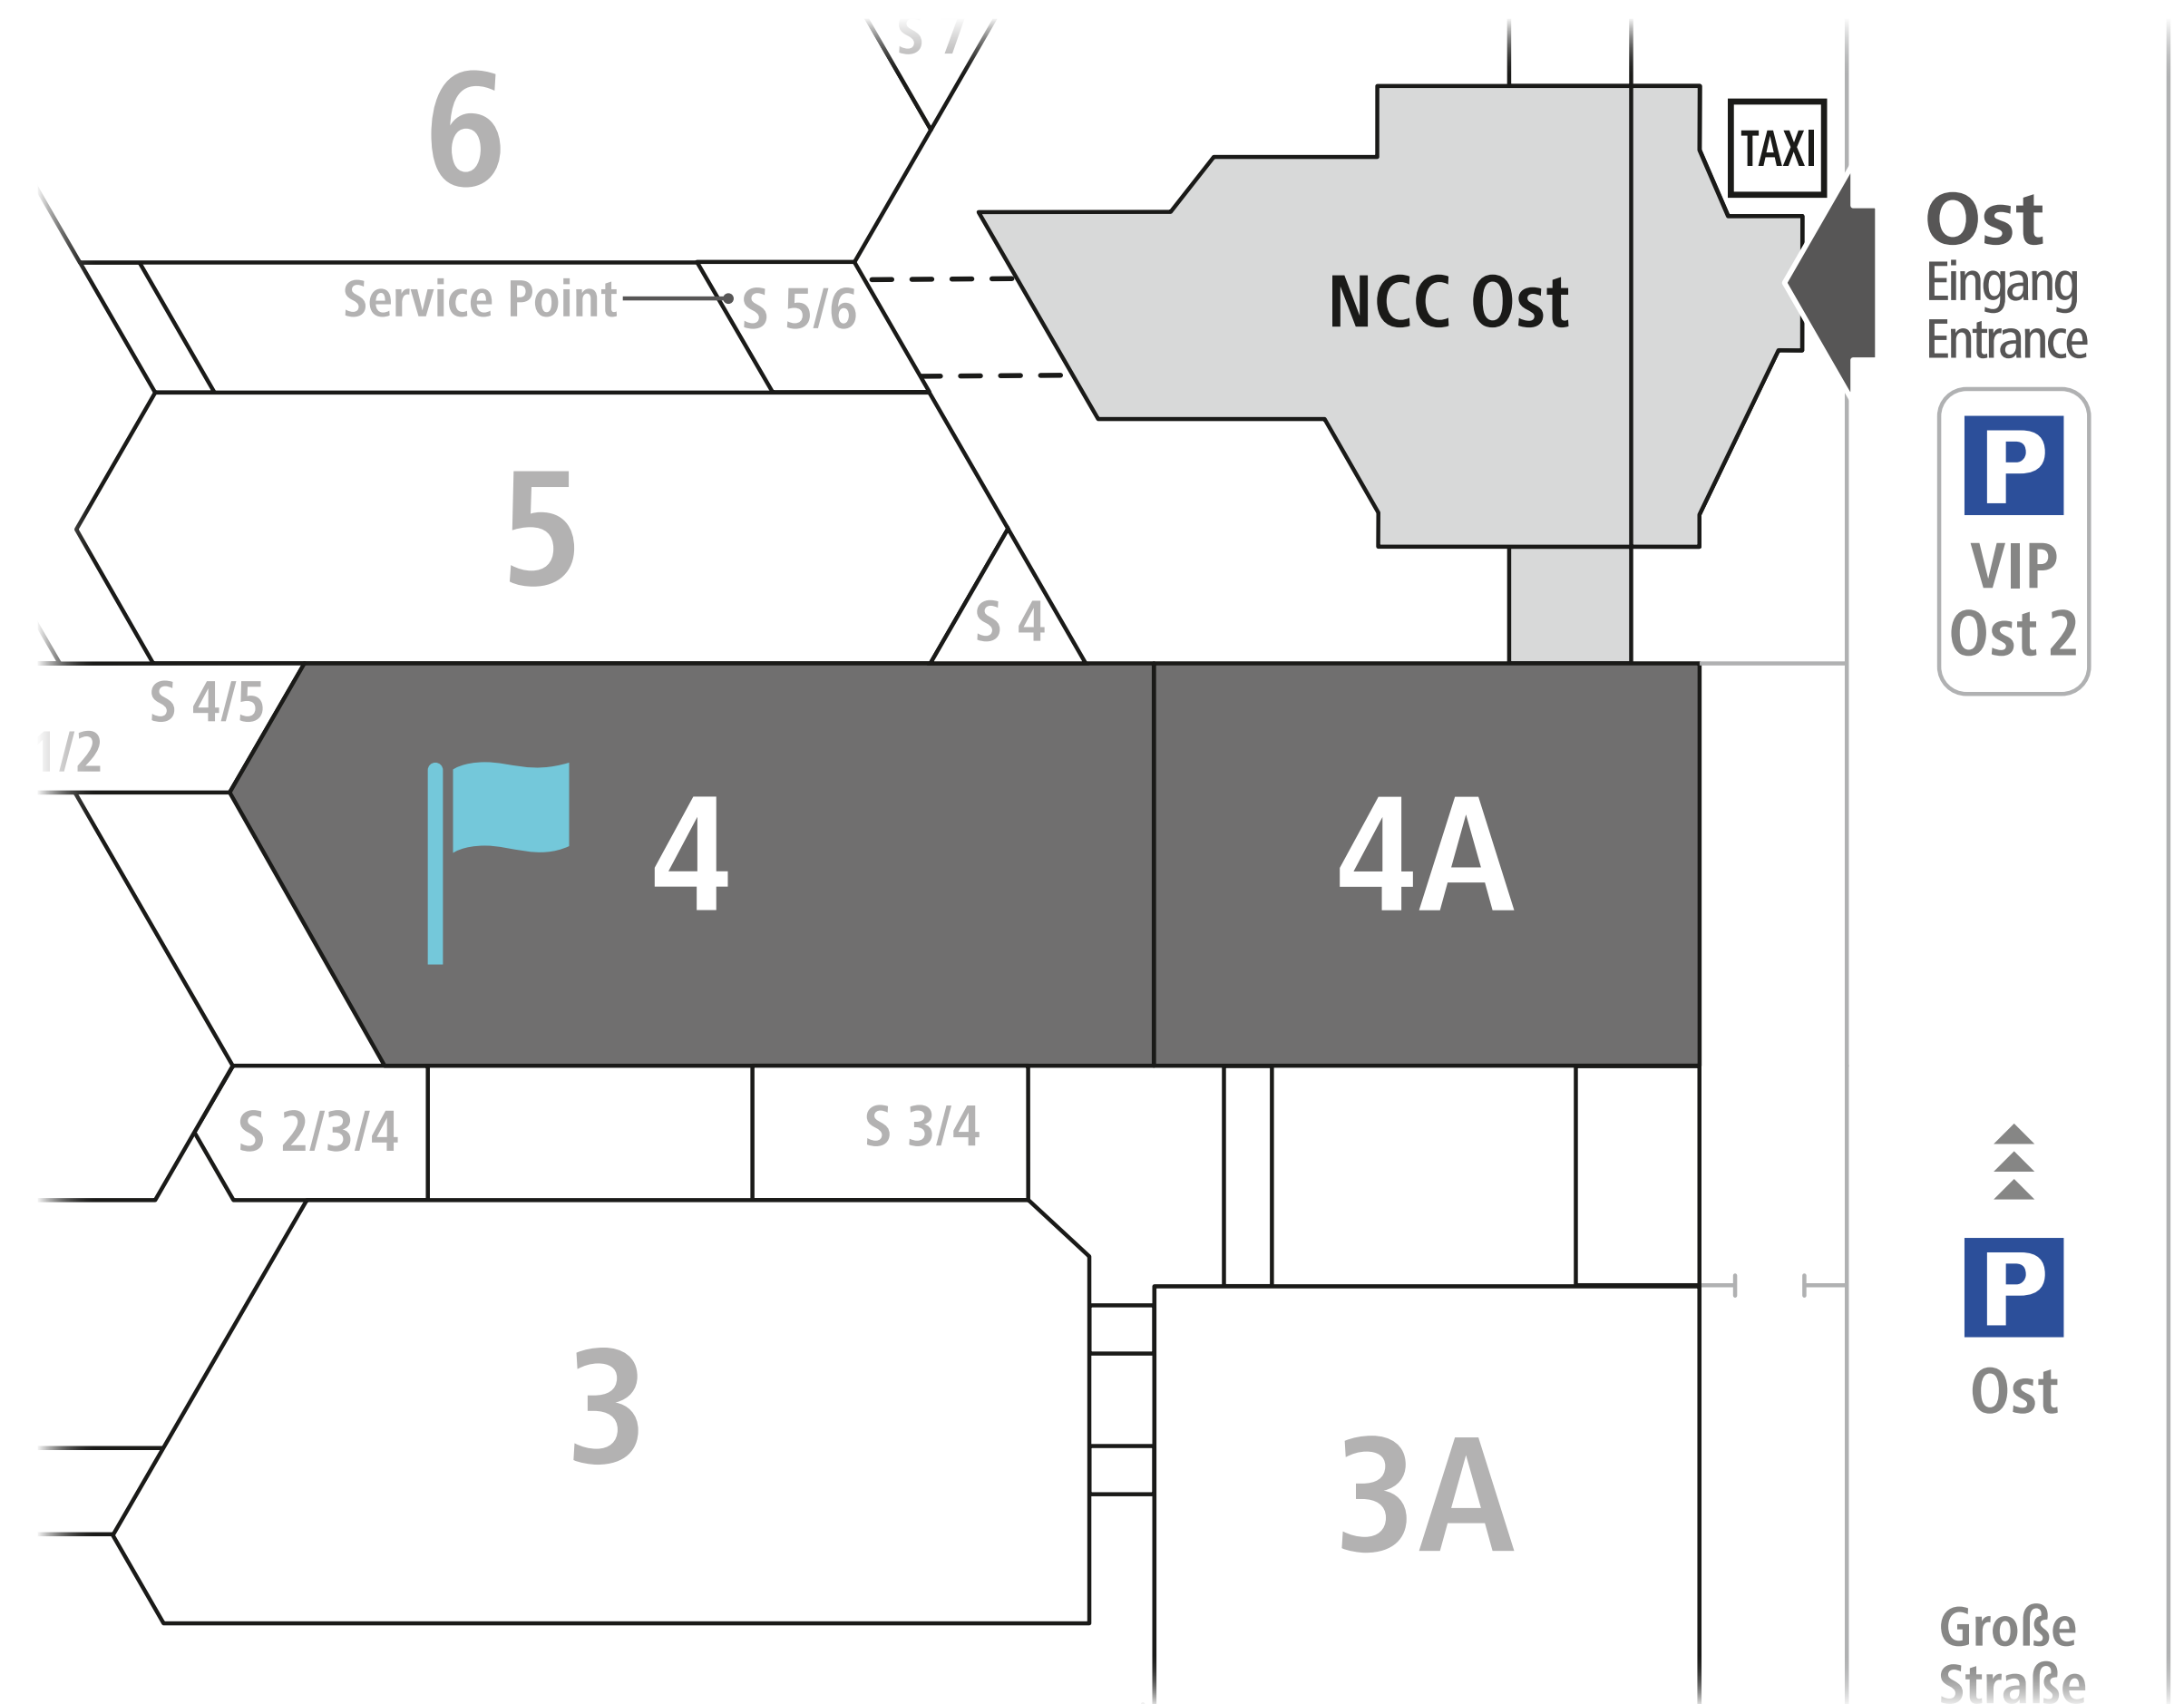 S 7
6
TAXI
Ost
Eingang
Entrance
Service Point
S 5/6
NCC Ost
P
VIP
Ost 2
5
S 4
S 4/5
1/2
4
4A
S 2/3/4
S 3/4
P
Ost
3
3A
Große
Straße